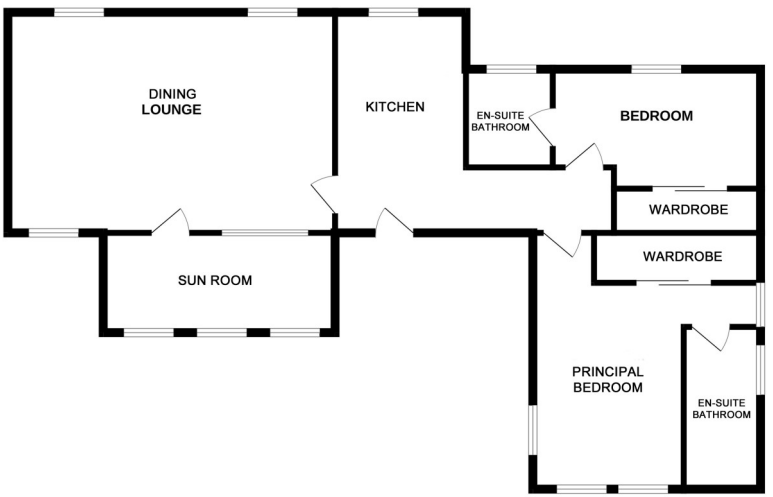 DINING
LOUNGE
KITCHEN
EN-SUITE
BATHROOM
BEDROOM
WARDROBE
WARDROBE
SUN ROOM
PRINCIPAL
BEDROOM
EN-SUITE
BATHROOM